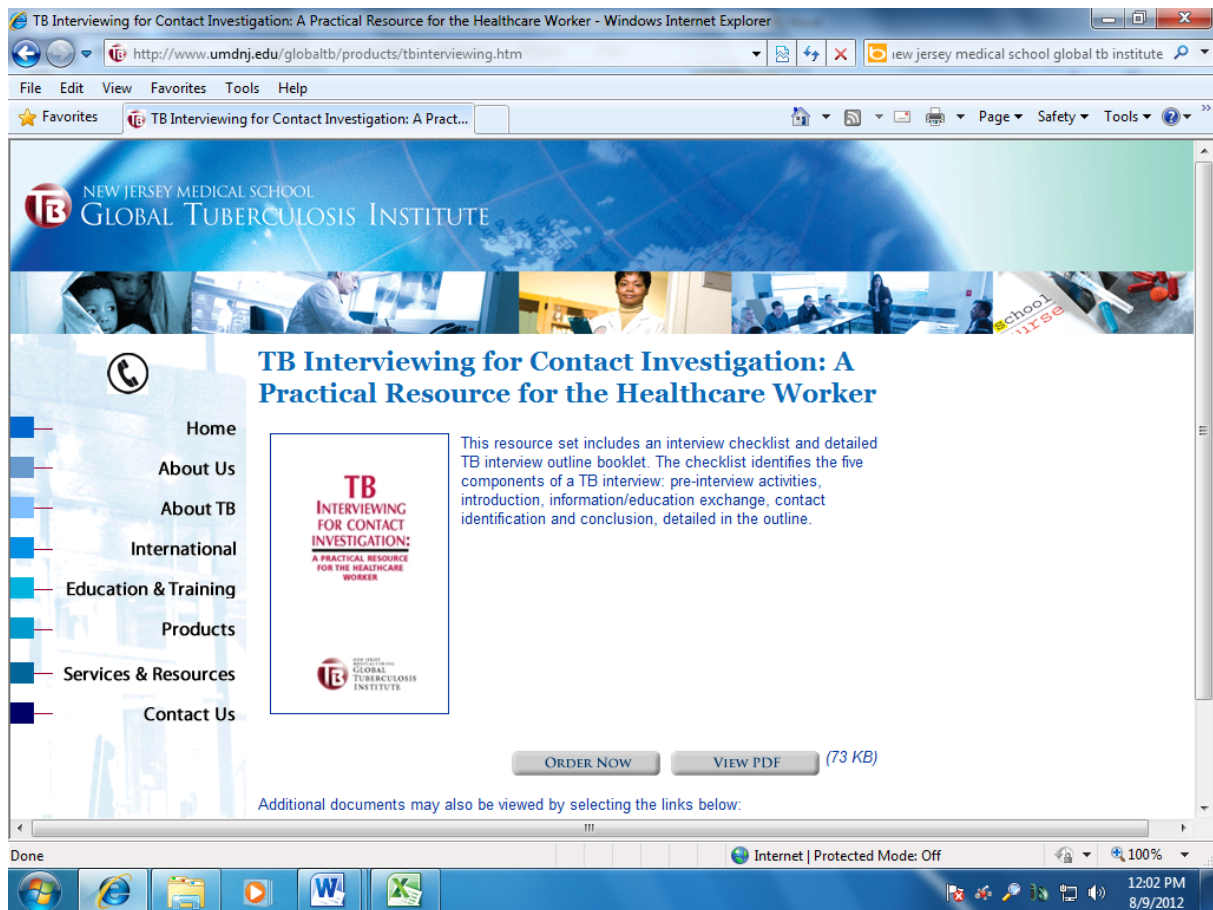 TB Interviewing for Contact Investigation: A Practical Resource for the Healthcare Worker - Windows Internet Explorer
http://www.umdnj.edu/globaltb/products/tbinterviewing.htm
iew jersey medical school global tb institute
File Edit View Favorites Tools Help
Favorites
TB Interviewing for Contact Investigation: A Pract...
Page Safety Tools
NEW JERSEY MEDICAL SCHOOL
GLOBAL TUBERCULOSIS INSTITUTE
TB
school
nurse
TB Interviewing for Contact Investigation: A
Practical Resource for the Healthcare Worker
Home
About Us
About TB
International
Education & Training
Products
Services & Resources
Contact Us
TB
INTERVIEWING
FOR CONTACT
INVESTIGATION:
A PRACTICAL RESOURCE
FOR THE HEALTHCARE
WORKER
NEW JERSEY
MEDICAL SCHOOL
GLOBAL
TUBERCULOSIS
INSTITUTE
TB
This resource set includes an interview checklist and detailed
TB interview outline booklet. The checklist identifies the five
components of a TB interview: pre-interview activities,
introduction, information/education exchange, contact
identification and conclusion, detailed in the outline.
ORDER NOW
VIEW PDF
(73 KB)
Additional documents may also be viewed by selecting the links below:
Done
Internet | Protected Mode: Off
100%
12:02 PM
8/9/2012